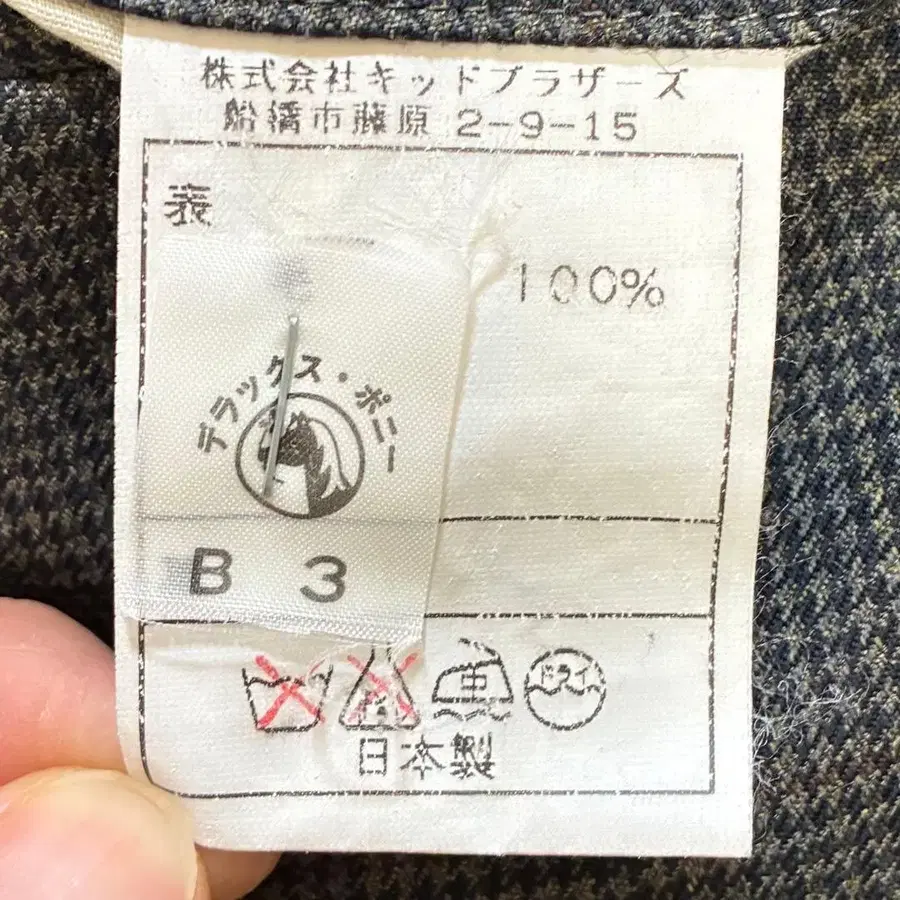 株式会社キッドブラザーズ
船橋市藤原 2-9-15
表
100%
デラックス・ポニー
B 3
中 ドライ
日本製